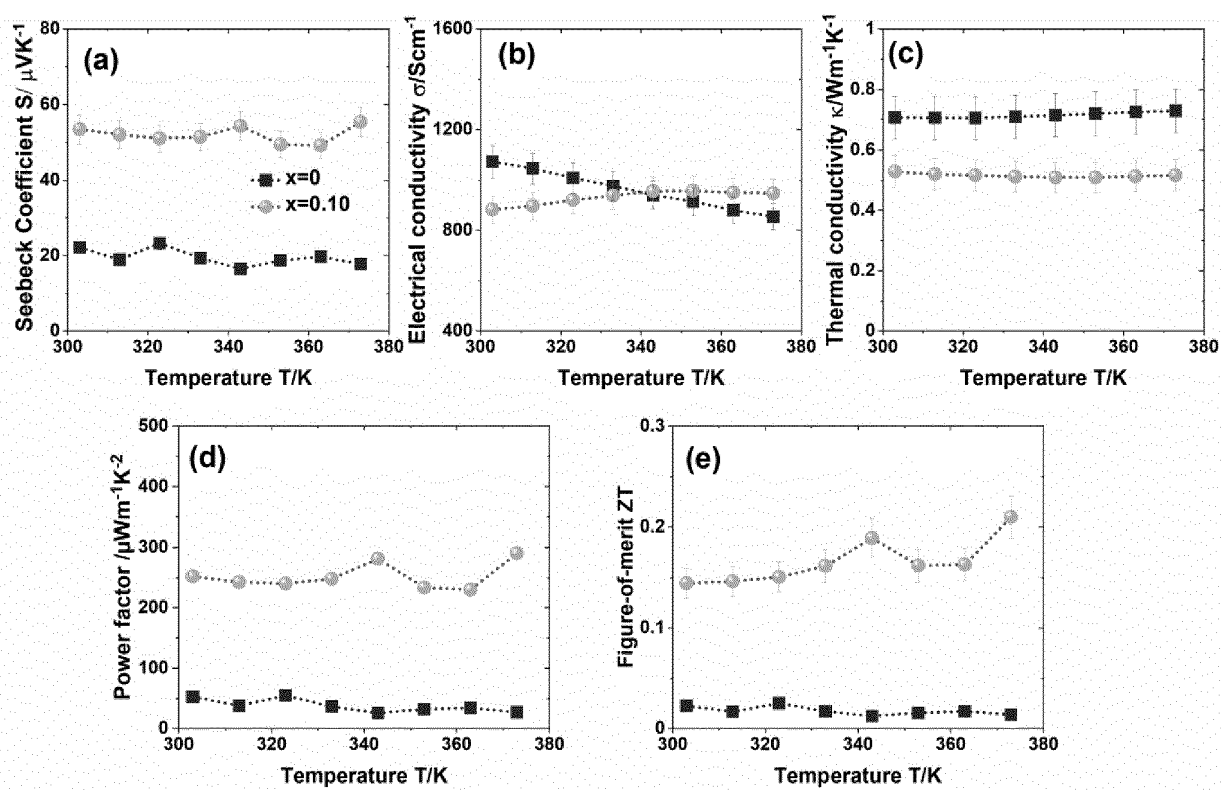 (a)
Seebeck Coefficient S/ μVK⁻¹
80
60
40
20
0
x=0
x=0.10
300 320 340 360 380
Temperature T/K
(b)
Electrical conductivity σ/Scm⁻¹
1600
1200
800
400
300 320 340 360 380
Temperature T/K
(c)
Thermal conductivity κ/Wm⁻¹K⁻¹
1
0.8
0.6
0.4
0.2
0
300 320 340 360 380
Temperature T/K
(d)
Power factor /μWm⁻¹K⁻²
500
400
300
200
100
0
300 320 340 360 380
Temperature T/K
(e)
Figure-of-merit ZT
0.3
0.2
0.1
0
300 320 340 360 380
Temperature T/K